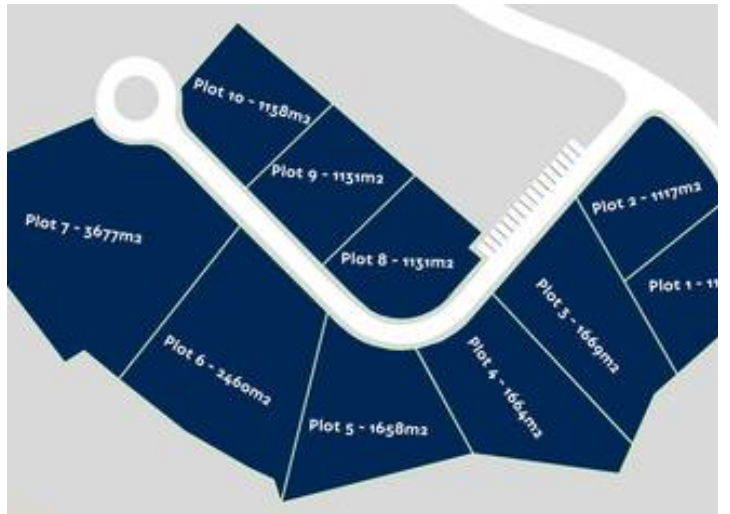 Plot 10 - 1138m2
Plot 9 - 1131m2
Plot 8 - 1131m2
Plot 7 - 3677m2
Plot 6 - 2460m2
Plot 5 - 1658m2
Plot 4 - 1664m2
Plot 3 - 1669m2
Plot 2 - 1117m2
Plot 1 - 11